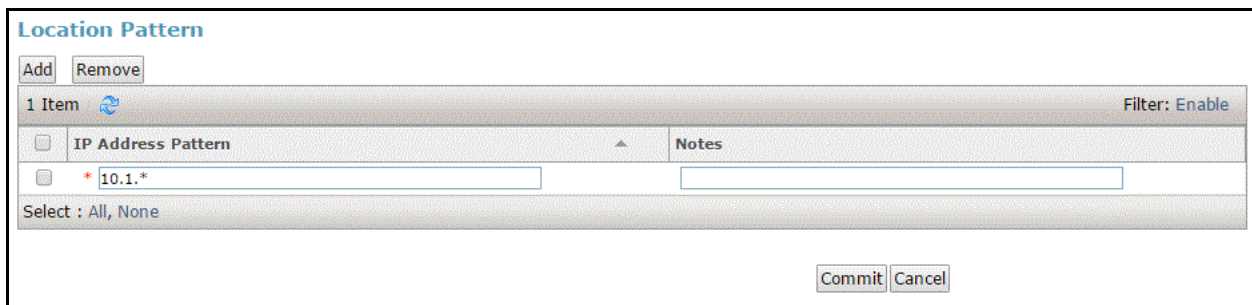 Location Pattern
Add Remove
1 Item Filter: Enable
IP Address Pattern Notes
* 10.1.*
Select : All, None
Commit Cancel